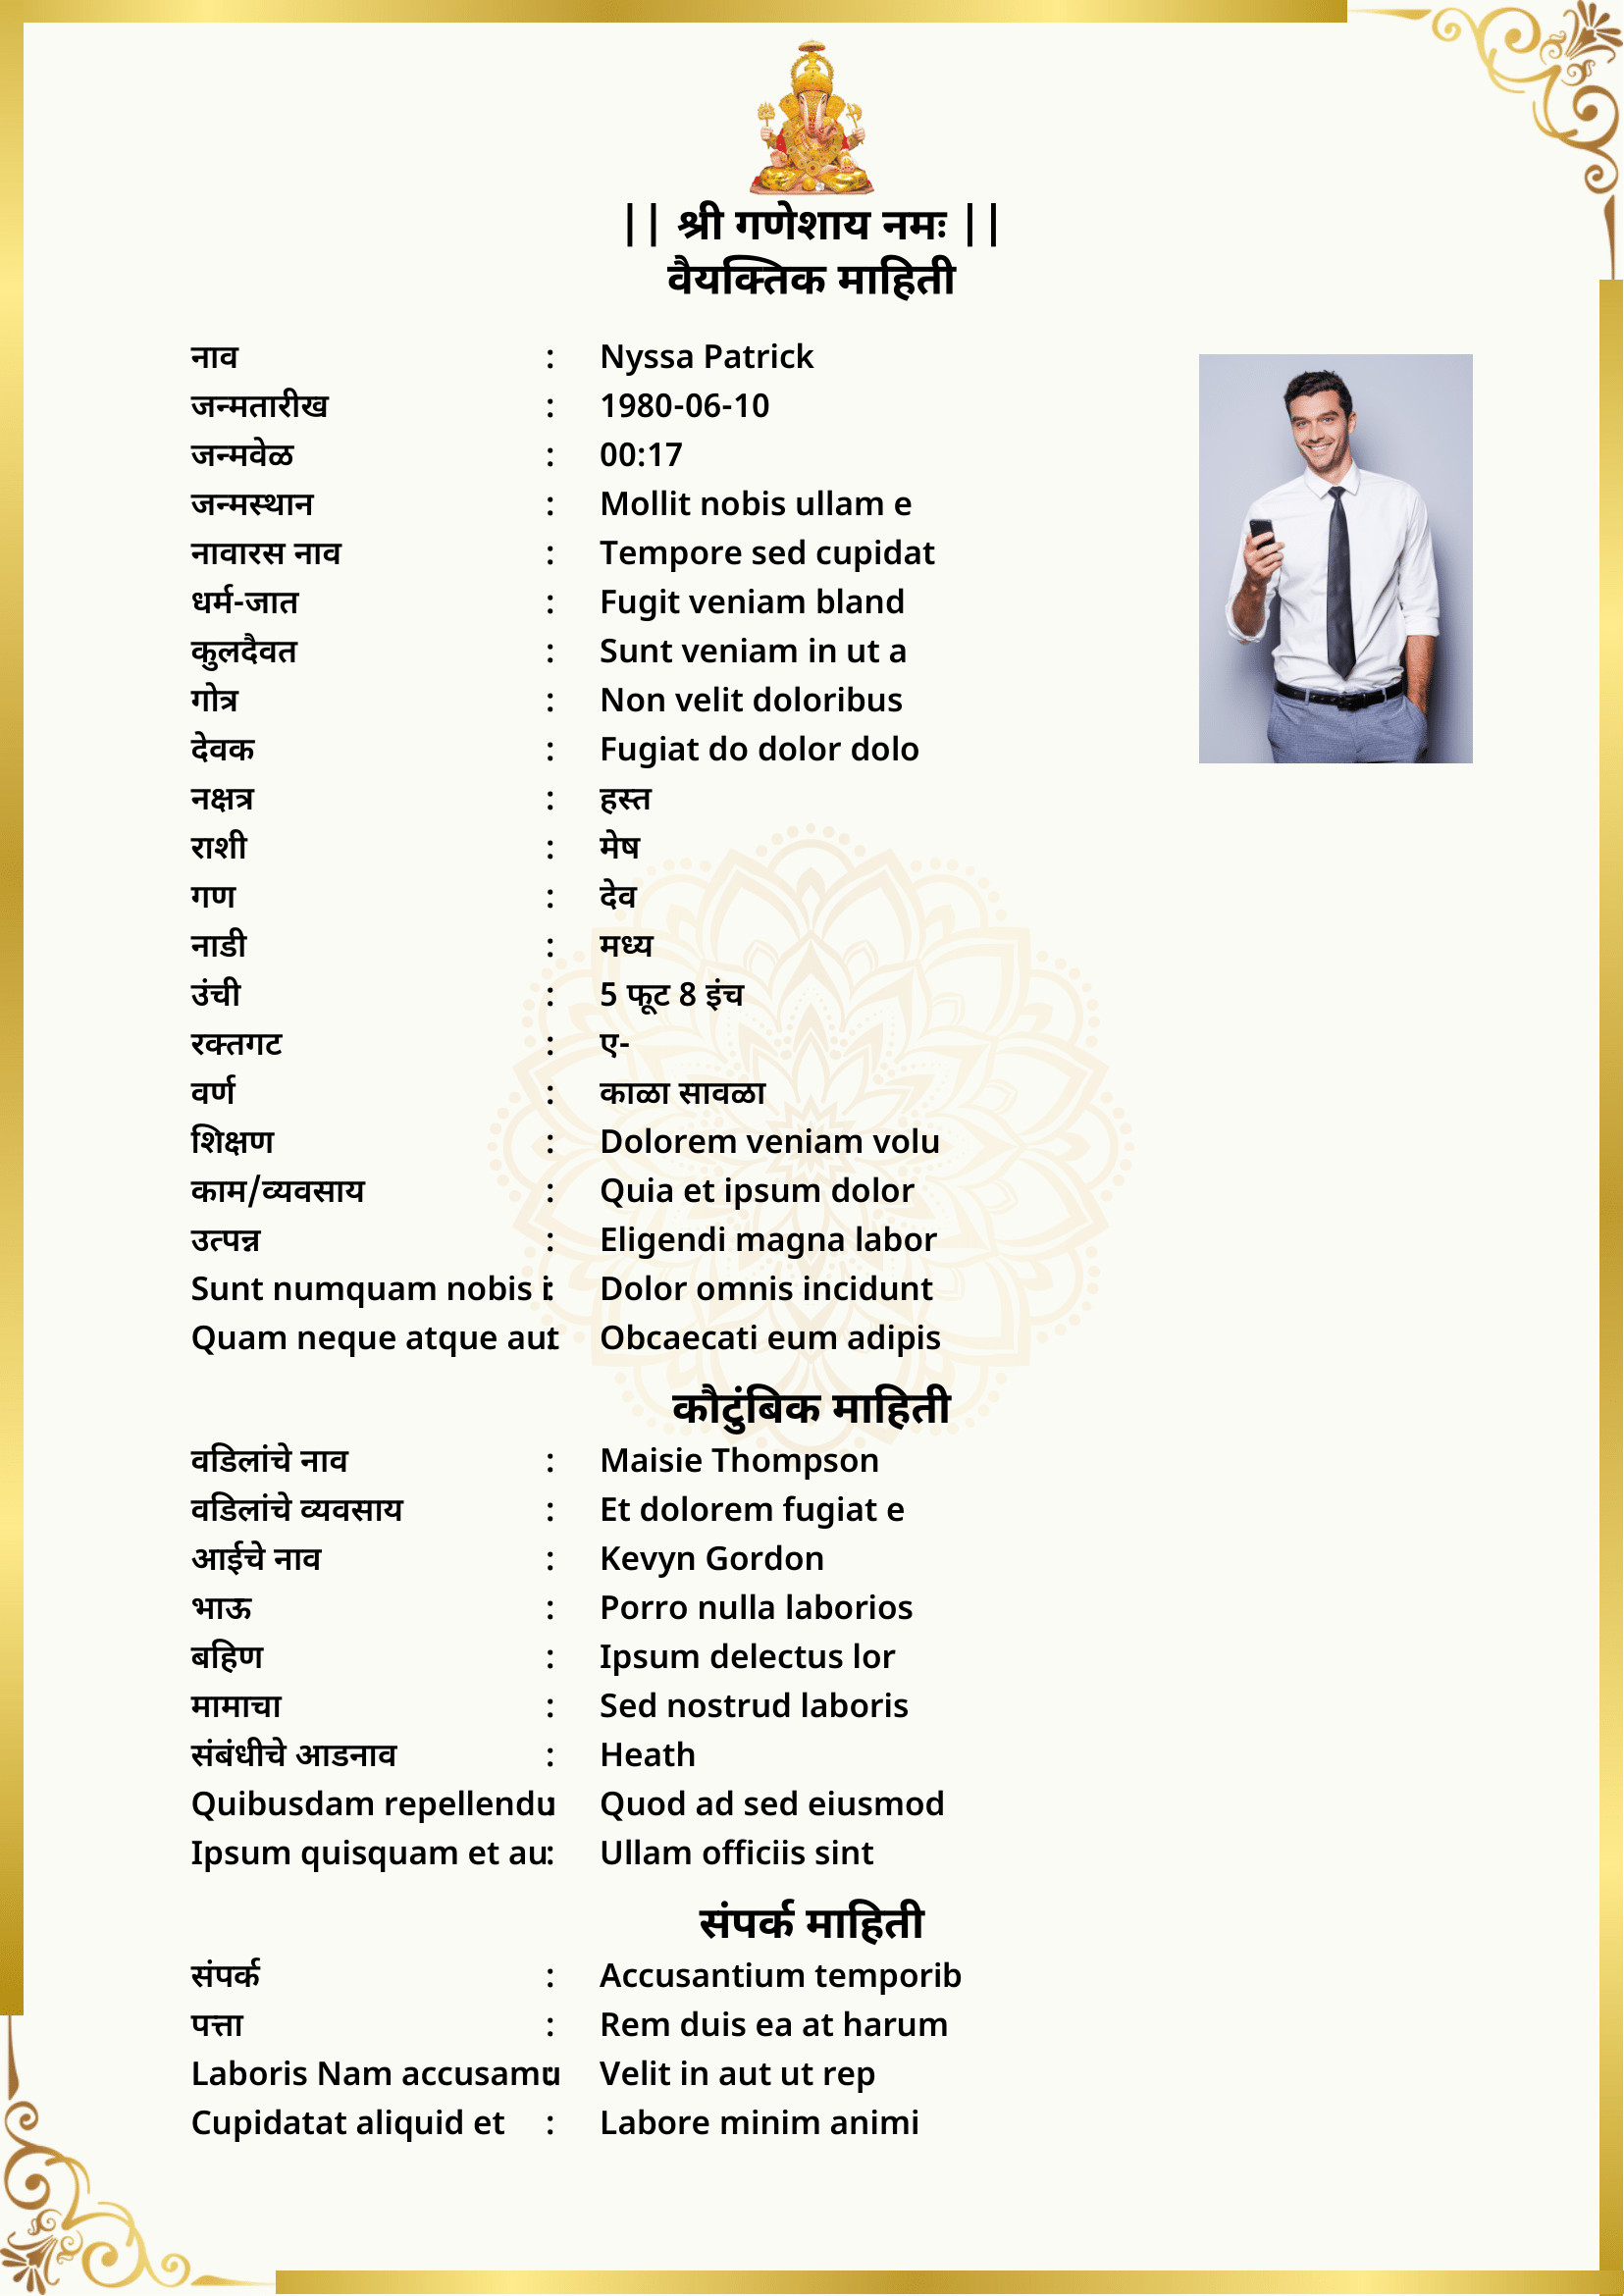 || श्री गणेशाय नमः ||
वैयक्तिक माहिती
नाव : Nyssa Patrick
जन्मतारीख : 1980-06-10
जन्मवेळ : 00:17
जन्मस्थान : Mollit nobis ullam e
नावारस नाव : Tempore sed cupidat
धर्म-जात : Fugit veniam bland
कुलदैवत : Sunt veniam in ut a
गोत्र : Non velit doloribus
देवक : Fugiat do dolor dolo
नक्षत्र : हस्त
राशी : मेष
गण : देव
नाडी : मध्य
उंची : 5 फूट 8 इंच
रक्तगट : ए-
वर्ण : काळा सावळा
शिक्षण : Dolorem veniam volu
काम/व्यवसाय : Quia et ipsum dolor
उत्पन्न : Eligendi magna labor
Sunt numquam nobis i : Dolor omnis incidunt
Quam neque atque aut : Obcaecati eum adipis
कौटुंबिक माहिती
वडिलांचे नाव : Maisie Thompson
वडिलांचे व्यवसाय : Et dolorem fugiat e
आईचे नाव : Kevyn Gordon
भाऊ : Porro nulla laborios
बहिण : Ipsum delectus lor
मामाचा : Sed nostrud laboris
संबंधीचे आडनाव : Heath
Quibusdam repellendu : Quod ad sed eiusmod
Ipsum quisquam et au : Ullam officiis sint
संपर्क माहिती
संपर्क : Accusantium temporib
पत्ता : Rem duis ea at harum
Laboris Nam accusamu : Velit in aut ut rep
Cupidatat aliquid et : Labore minim animi